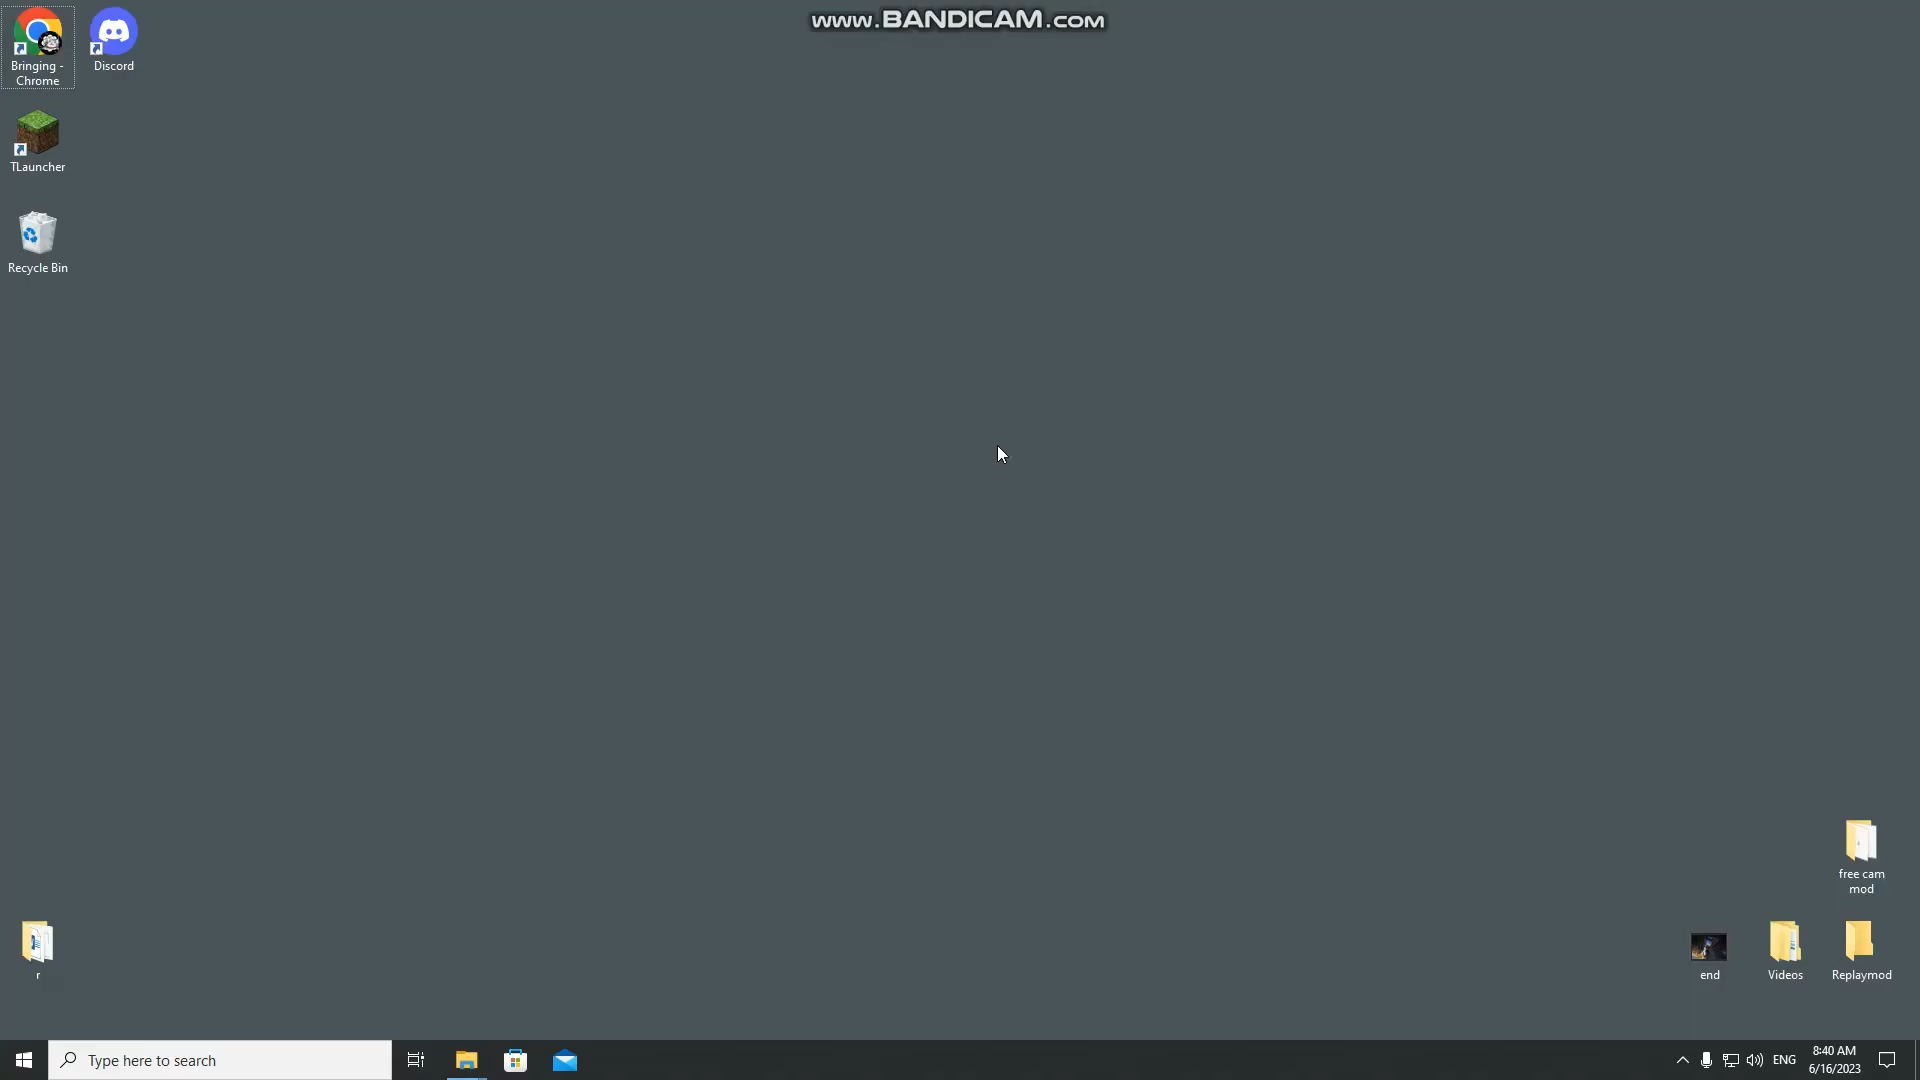 www.BANDICAM.com
Bringing -
Chrome
Discord
TLauncher
Recycle Bin
free cam
mod
r
end
Videos
Replaymod
Type here to search
ENG
8:40 AM
6/16/2023